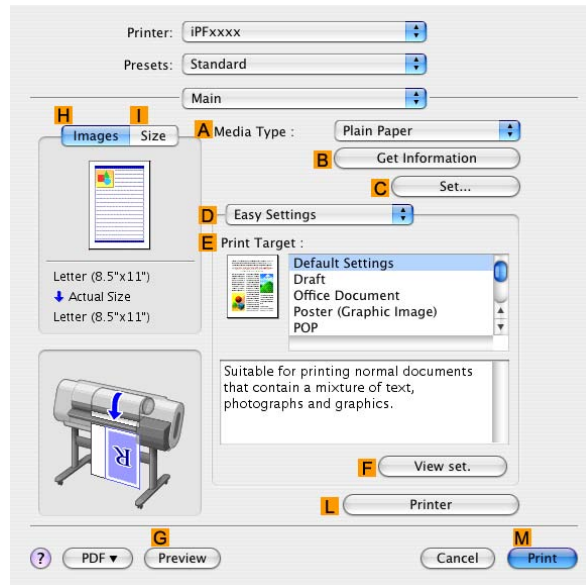 Printer: iPFxxxx
Presets: Standard
Main
H I
Images Size
A Media Type : Plain Paper
B Get Information
C Set...
D Easy Settings
E Print Target :
Default Settings
Draft
Office Document
Poster (Graphic Image)
POP
Letter (8.5"x11")
Actual Size
Letter (8.5"x11")
Suitable for printing normal documents
that contain a mixture of text,
photographs and graphics.
R
F View set.
L Printer
G M
? PDF Preview Cancel Print